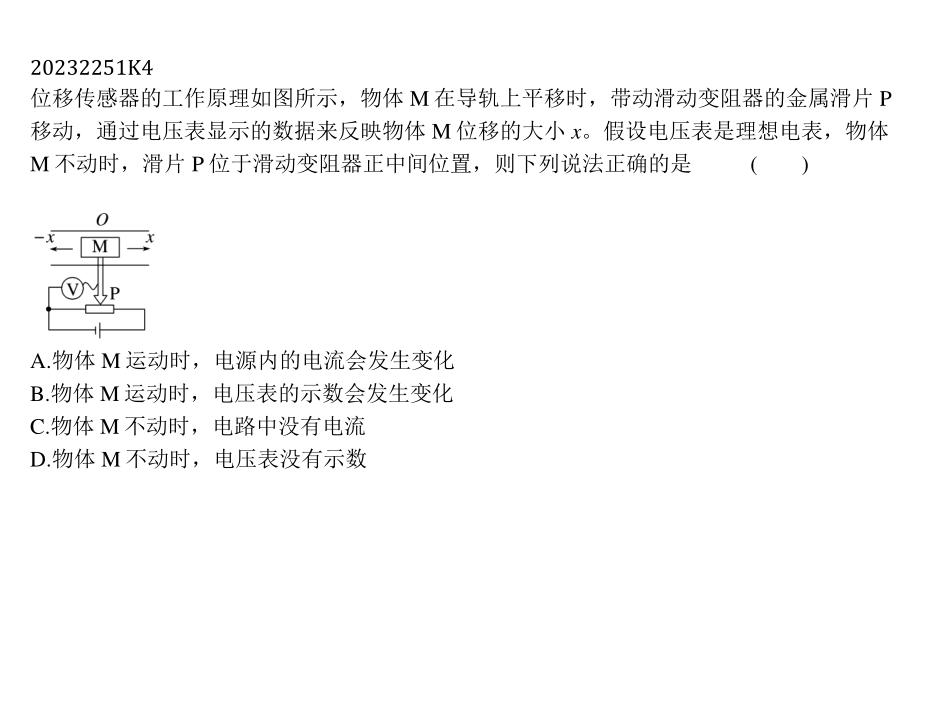 20232251K4
位移传感器的工作原理如图所示，物体 M 在导轨上平移时，带动滑动变阻器的金属滑片 P
移动，通过电压表显示的数据来反映物体 M 位移的大小 x。假设电压表是理想电表，物体
M 不动时，滑片 P 位于滑动变阻器正中间位置，则下列说法正确的是 ( )
O
−x x
M
V P
A.物体 M 运动时，电源内的电流会发生变化
B.物体 M 运动时，电压表的示数会发生变化
C.物体 M 不动时，电路中没有电流
D.物体 M 不动时，电压表没有示数